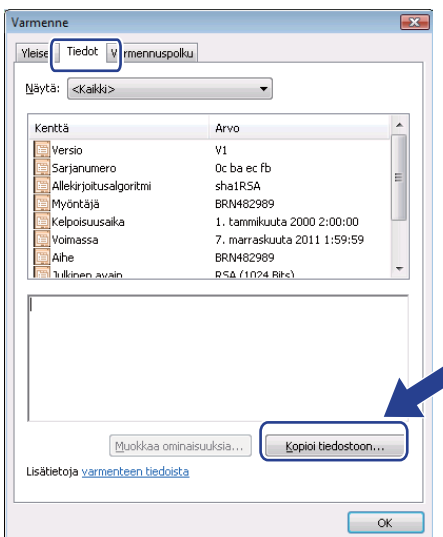 Varmenne
Yleise Tiedot V rmennuspolku
Näytä: <Kaikki>
Kenttä Arvo
Versio V1
Sarjanumero 0c ba ec fb
Allekirjoitusalgoritmi sha1RSA
Myöntäjä BRN482989
Kelpoisuusaika 1. tammikuuta 2000 2:00:00
Voimassa 7. marraskuuta 2011 1:59:59
Aihe BRN482989
Julkinen avain RSA (1024 Bits)
Muokkaa ominaisuuksia... Kopioi tiedostoon...
Lisätietoja varmenteen tiedoista
OK